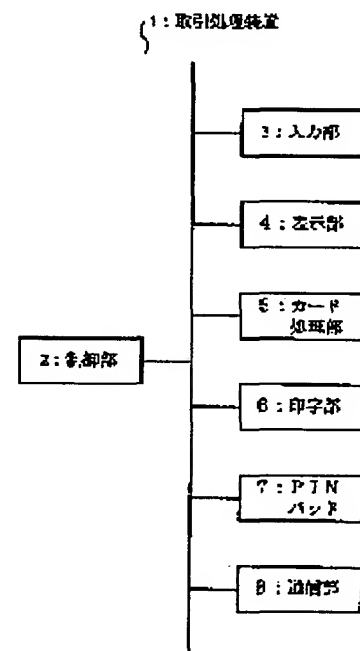 1：取引処理装置
3：入力部
4：表示部
5：カード
処理部
2：制御部
6：印字部
7：PIN
パッド
8：通信部